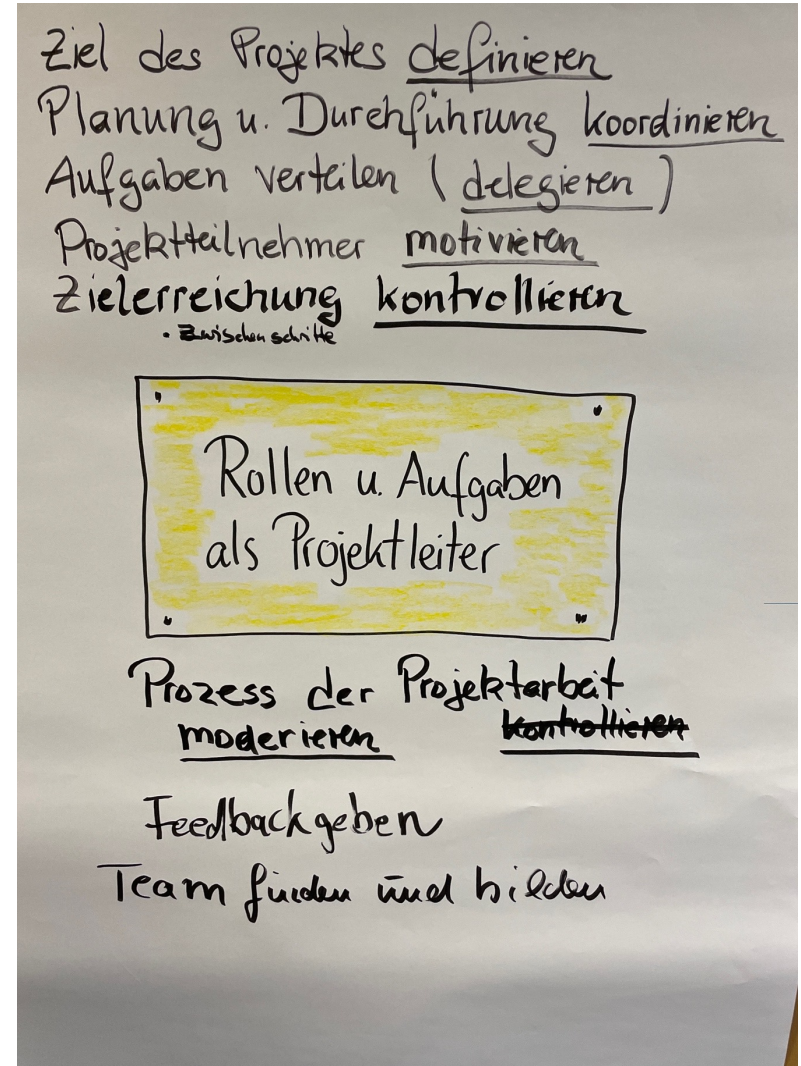 Ziel des Projektes definieren
Planung u. Durchführung koordinieren
Aufgaben verteilen (delegieren)
Projektteilnehmer motivieren
Zielerreichung kontrollieren
• Zwischenschritte
Rollen u. Aufgaben
als Projektleiter
Prozess der Projektarbeit
moderieren kontrollieren
Feedback geben
Team finden und bilden